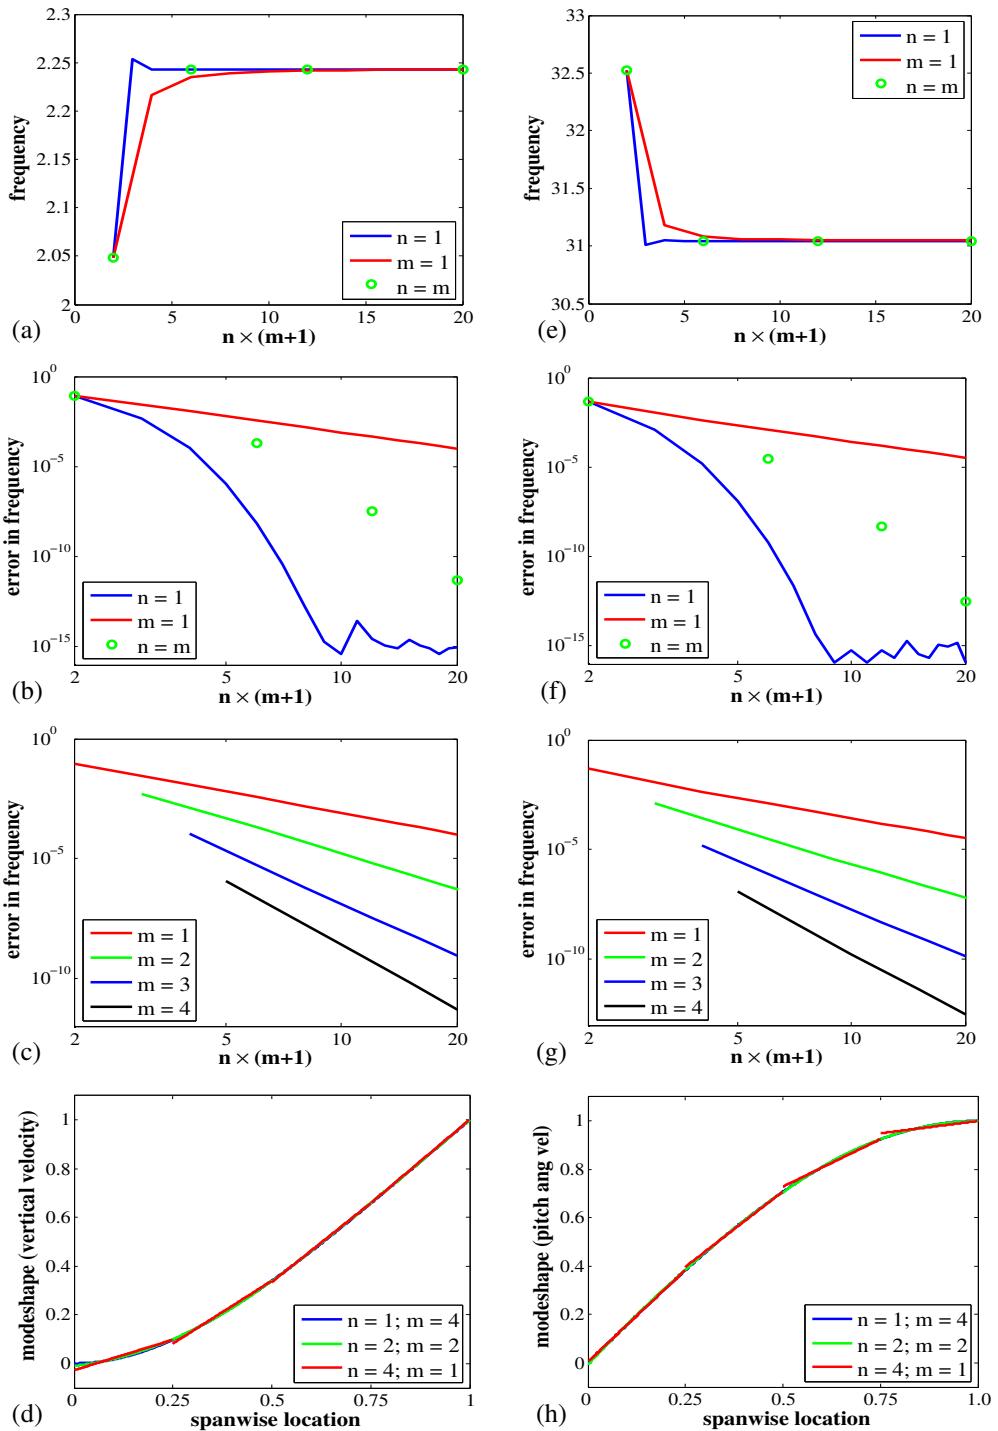 2.3
2.25
2.2
2.15
2.1
2.05
2
frequency
0
5
10
15
20
n × (m+1)
n = 1
m = 1
n = m
(a)
33
32.5
32
31.5
31
30.5
frequency
0
5
10
15
20
n × (m+1)
n = 1
m = 1
n = m
(e)
10^0
10^-5
10^-10
10^-15
error in frequency
2
5
10
20
n × (m+1)
n = 1
m = 1
n = m
(b)
10^0
10^-5
10^-10
10^-15
error in frequency
2
5
10
20
n × (m+1)
n = 1
m = 1
n = m
(f)
10^0
10^-5
10^-10
error in frequency
2
5
10
20
n × (m+1)
m = 1
m = 2
m = 3
m = 4
(c)
10^0
10^-5
10^-10
error in frequency
2
5
10
20
n × (m+1)
m = 1
m = 2
m = 3
m = 4
(g)
1
0.8
0.6
0.4
0.2
0
modeshape (vertical velocity)
0
0.25
0.5
0.75
1
spanwise location
n = 1; m = 4
n = 2; m = 2
n = 4; m = 1
(d)
1
0.8
0.6
0.4
0.2
0
modeshape (pitch ang vel)
0
0.25
0.5
0.75
1.0
spanwise location
n = 1; m = 4
n = 2; m = 2
n = 4; m = 1
(h)